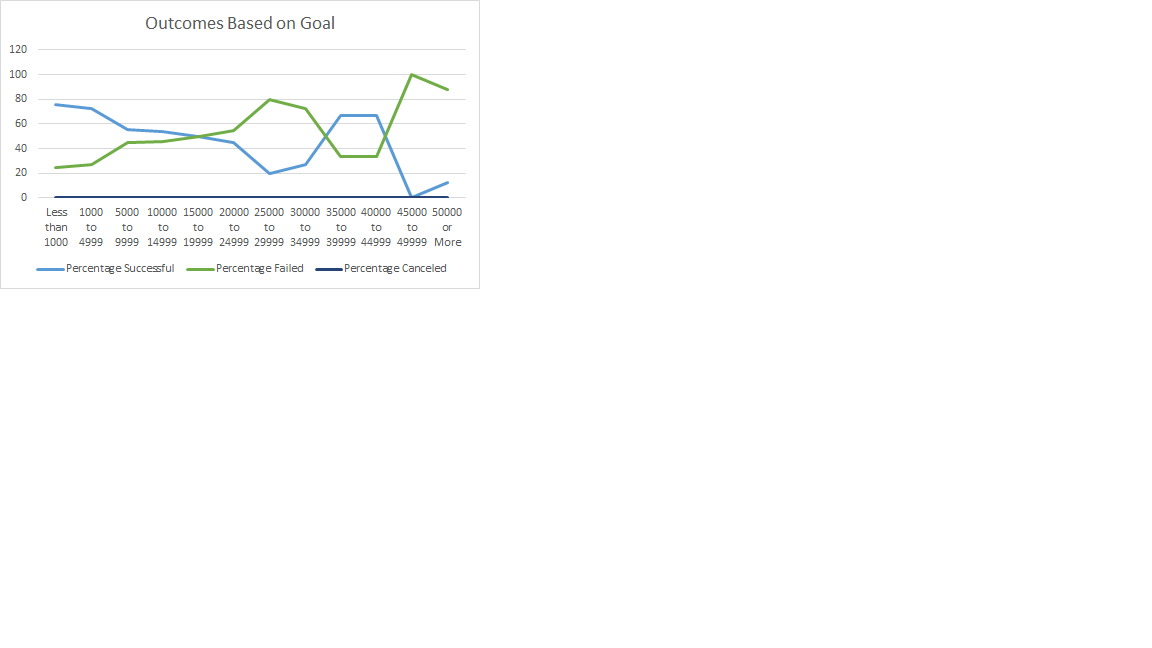 Outcomes Based on Goal
120
100
80
60
40
20
0
Less than 1000
1000 to 4999
5000 to 9999
10000 to 14999
15000 to 19999
20000 to 24999
25000 to 29999
30000 to 34999
35000 to 39999
40000 to 44999
45000 to 49999
50000 or More
Percentage Successful
Percentage Failed
Percentage Canceled